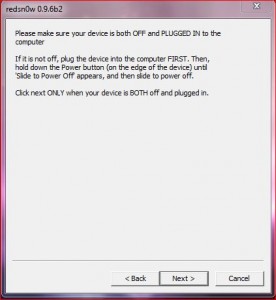 redsn0w 0.9.6b2
Please make sure your device is both OFF and PLUGGED IN to the
computer
If it is not off, plug the device into the computer FIRST. Then,
hold down the Power button (on the edge of the device) until
'Slide to Power Off' appears, and then slide to power off.
Click next ONLY when your device is BOTH off and plugged in.
< Back Next > Cancel